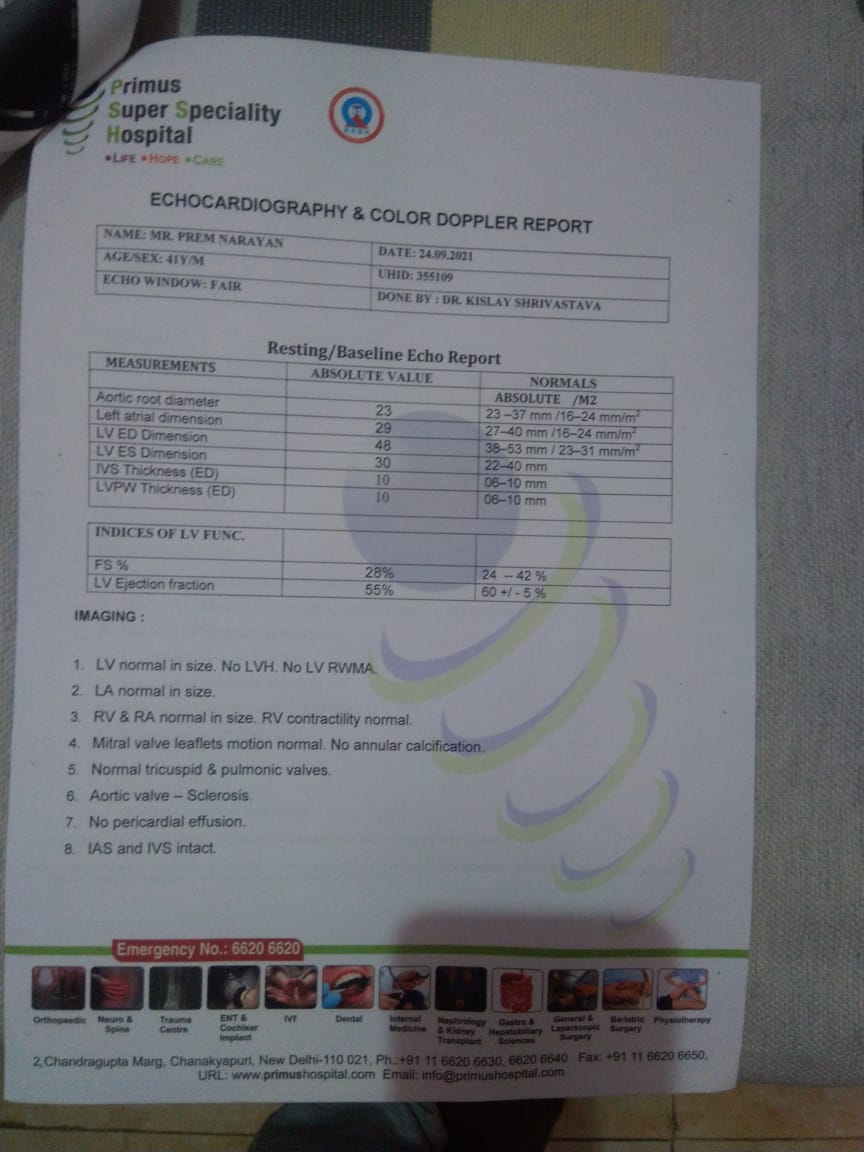 Primus
Super Speciality
Hospital
•LIFE •HOPE •CARE
ECHOCARDIOGRAPHY & COLOR DOPPLER REPORT
NAME: MR. PREM NARAYAN
DATE: 24.09.2021
AGE/SEX: 41Y/M
UHID: 355109
ECHO WINDOW: FAIR
DONE BY : DR. KISLAY SHRIVASTAVA
Resting/Baseline Echo Report
MEASUREMENTS ABSOLUTE VALUE NORMALS
ABSOLUTE /M2
Aortic root diameter 23 23 –37 mm /16–24 mm/m²
Left atrial dimension 29 27–40 mm /16–24 mm/m²
LV ED Dimension 48 38–53 mm / 23–31 mm/m²
LV ES Dimension 30 22–40 mm
IVS Thickness (ED) 10 06–10 mm
LVPW Thickness (ED) 10 06–10 mm
INDICES OF LV FUNC.
FS % 28% 24 – 42 %
LV Ejection fraction 55% 60 +/ - 5 %
IMAGING :
1. LV normal in size. No LVH. No LV RWMA.
2. LA normal in size.
3. RV & RA normal in size. RV contractility normal.
4. Mitral valve leaflets motion normal. No annular calcification.
5. Normal tricuspid & pulmonic valves.
6. Aortic valve – Sclerosis.
7. No pericardial effusion.
8. IAS and IVS intact.
Emergency No.: 6620 6620
Orthopaedic
Neuro &
Spine
Trauma
Centre
ENT &
Cochlear
Implant
IVF
Dental
Internal
Medicine
Nephrology
& Kidney
Transplant
Gastro &
Hepatobiliary
Sciences
General &
Laparascopic
Surgery
Bariatric
Surgery
Physiotherapy
2,Chandragupta Marg, Chanakyapuri, New Delhi-110 021, Ph.:+91 11 6620 6630, 6620 6640 Fax: +91 11 6620 6650,
URL: www.primushospital.com Email: info@primushospital.com